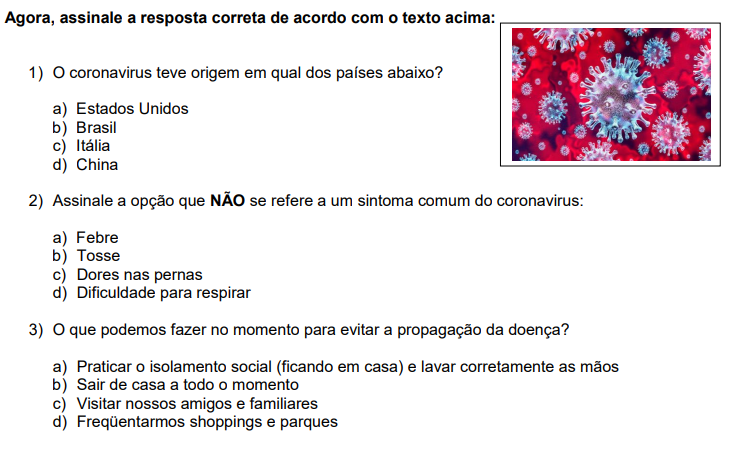 Agora, assinale a resposta correta de acordo com o texto acima:
1) O coronavirus teve origem em qual dos países abaixo?
a) Estados Unidos
b) Brasil
c) Itália
d) China
2) Assinale a opção que NÃO se refere a um sintoma comum do coronavirus:
a) Febre
b) Tosse
c) Dores nas pernas
d) Dificuldade para respirar
3) O que podemos fazer no momento para evitar a propagação da doença?
a) Praticar o isolamento social (ficando em casa) e lavar corretamente as mãos
b) Sair de casa a todo o momento
c) Visitar nossos amigos e familiares
d) Freqüentarmos shoppings e parques